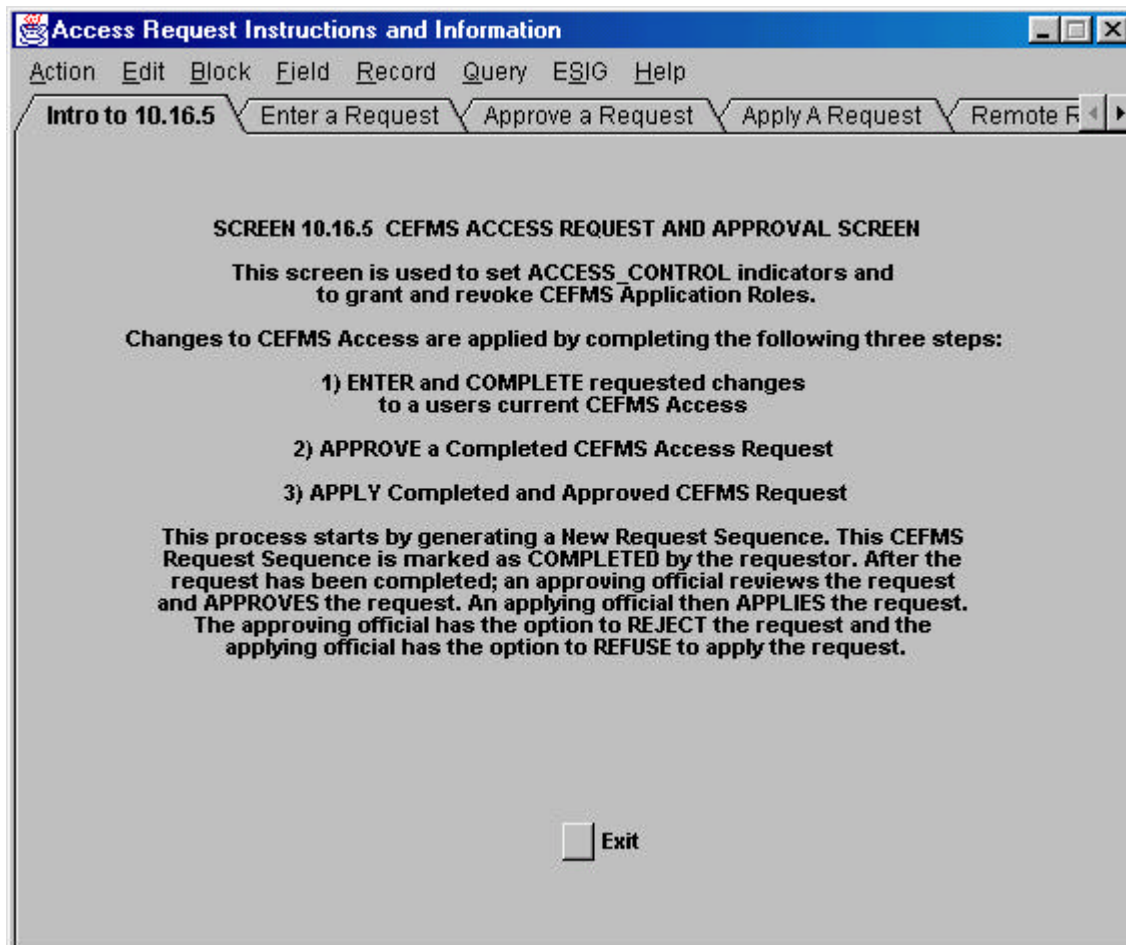 Access Request Instructions and Information
Action Edit Block Field Record Query ESIG Help
Intro to 10.16.5 Enter a Request Approve a Request Apply A Request Remote R
SCREEN 10.16.5 CEFMS ACCESS REQUEST AND APPROVAL SCREEN
This screen is used to set ACCESS_CONTROL indicators and
to grant and revoke CEFMS Application Roles.
Changes to CEFMS Access are applied by completing the following three steps:
1) ENTER and COMPLETE requested changes
to a users current CEFMS Access
2) APPROVE a Completed CEFMS Access Request
3) APPLY Completed and Approved CEFMS Request
This process starts by generating a New Request Sequence. This CEFMS
Request Sequence is marked as COMPLETED by the requestor. After the
request has been completed; an approving official reviews the request
and APPROVES the request. An applying official then APPLIES the request.
The approving official has the option to REJECT the request and the
applying official has the option to REFUSE to apply the request.
Exit